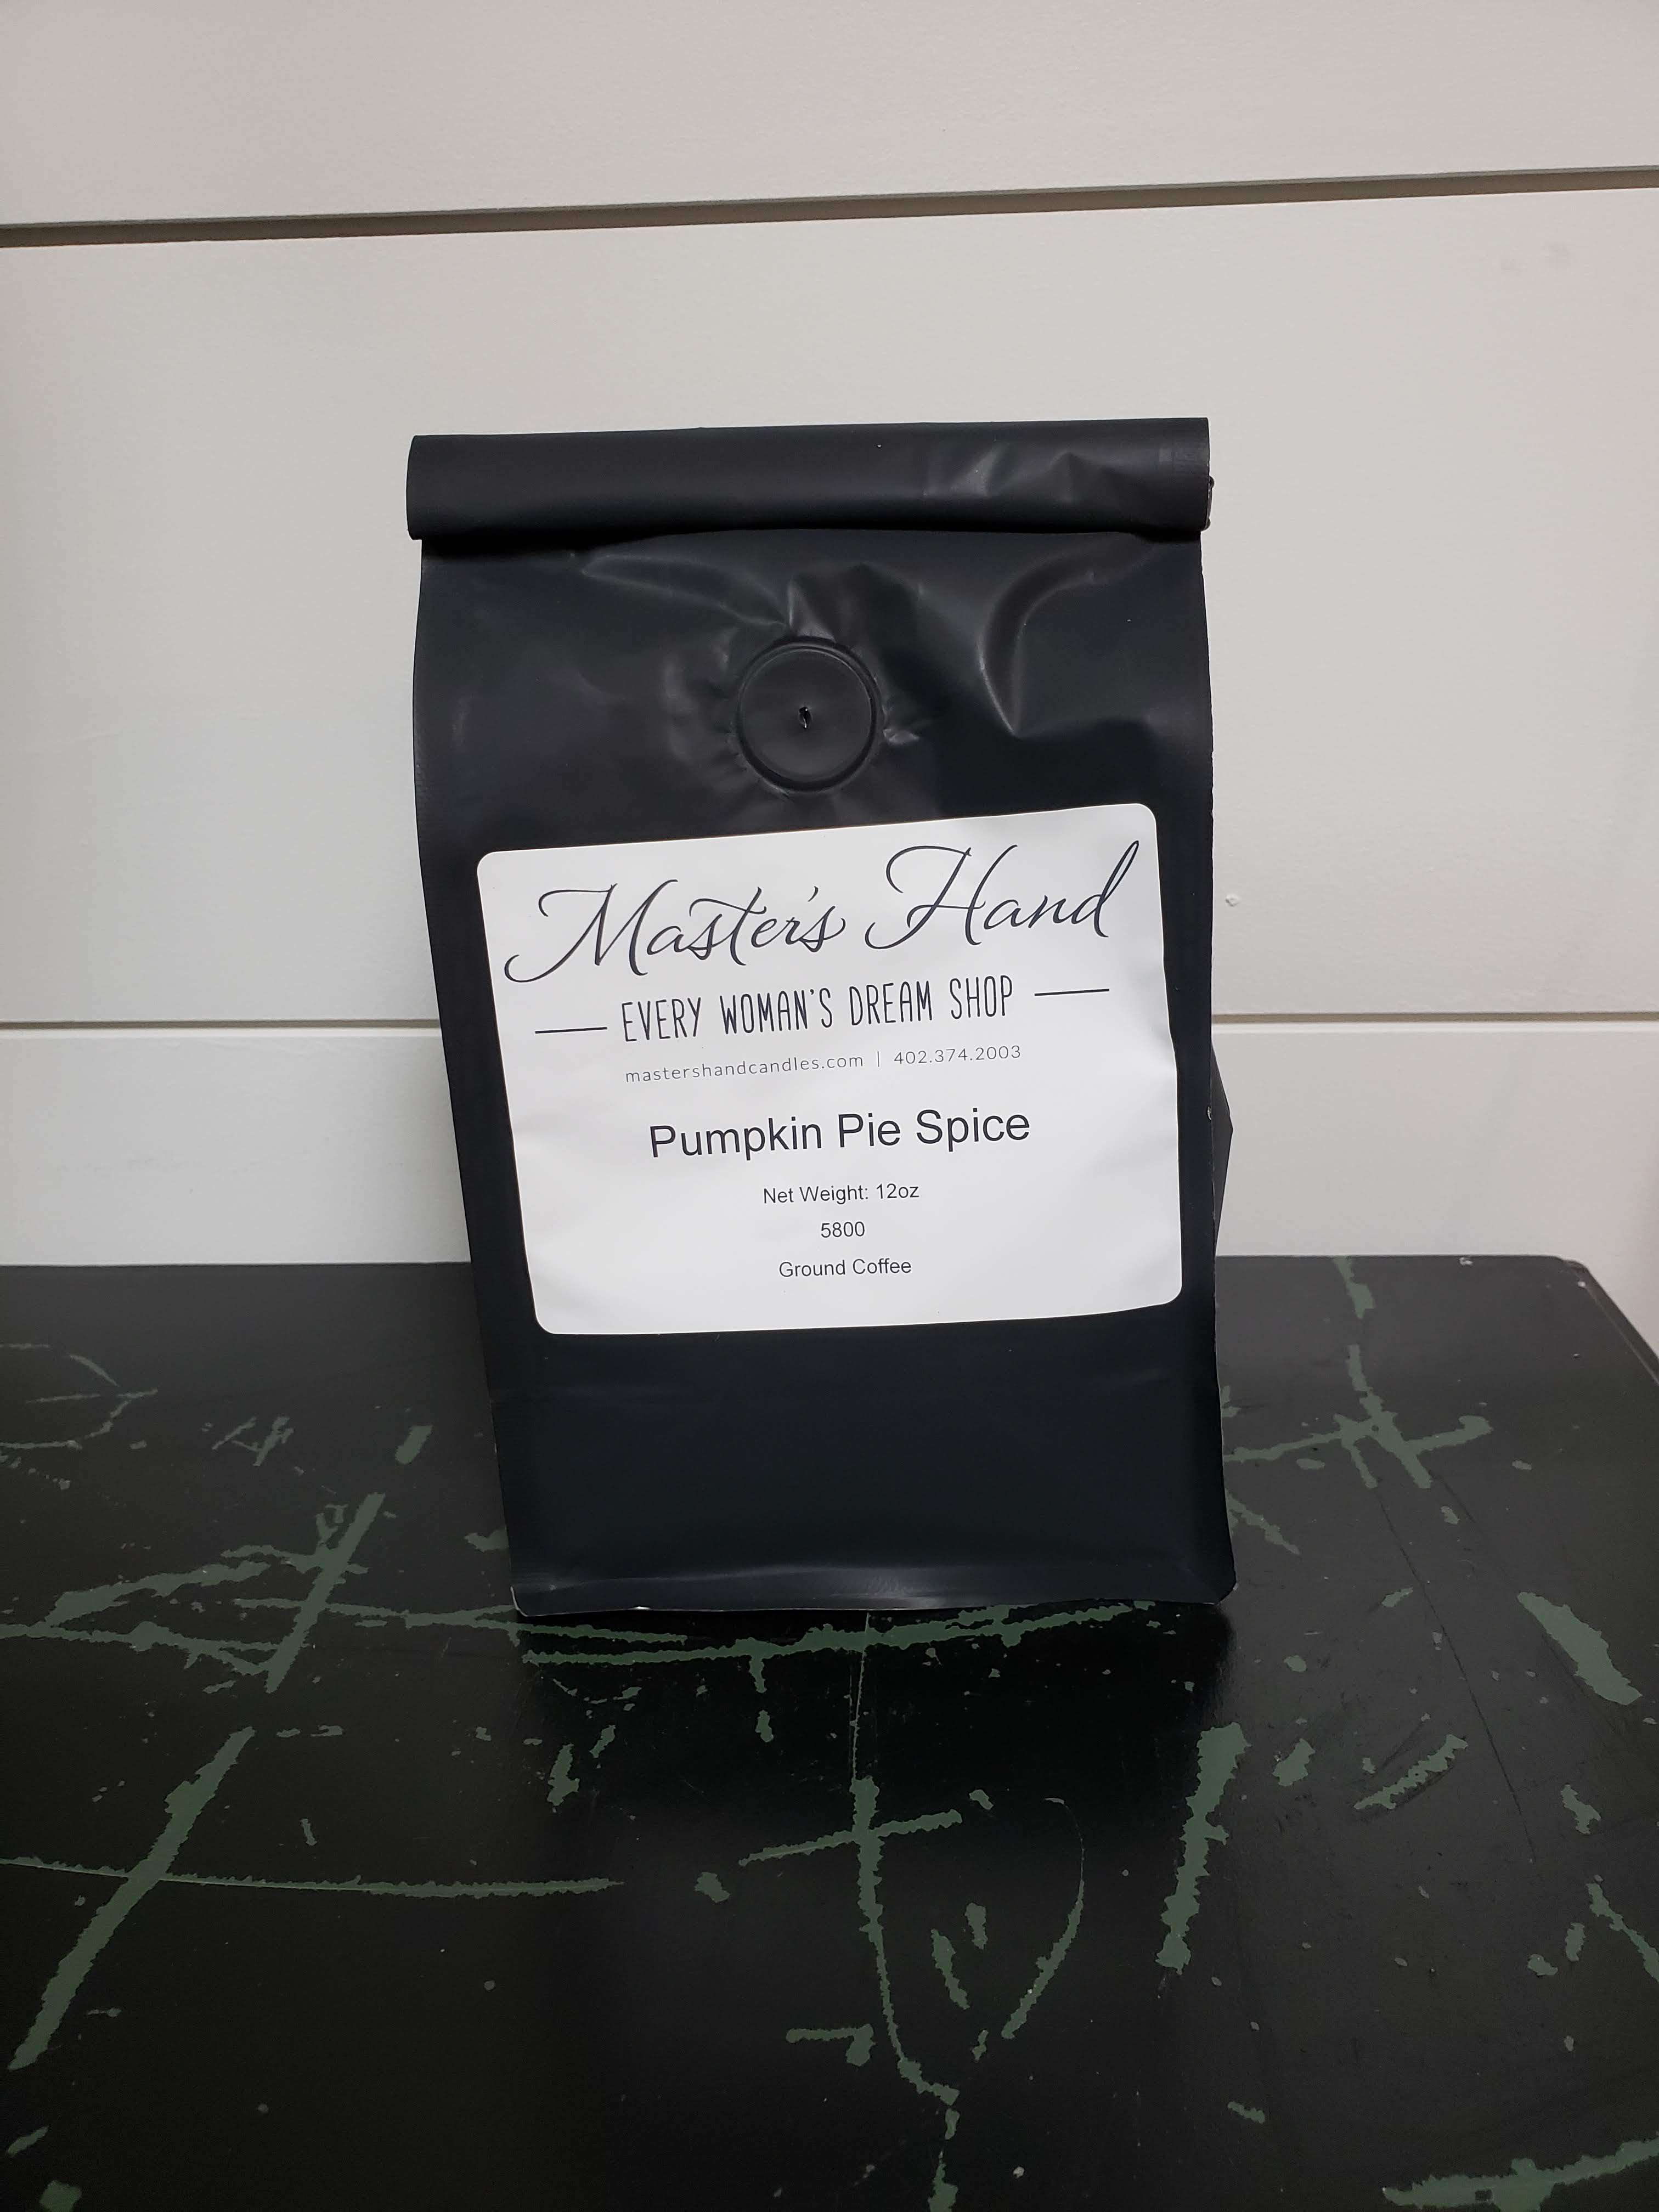 Master's Hand
EVERY WOMAN'S DREAM SHOP
mastershandcandles.com | 402.374.2003
Pumpkin Pie Spice
Net Weight: 12oz
5800
Ground Coffee